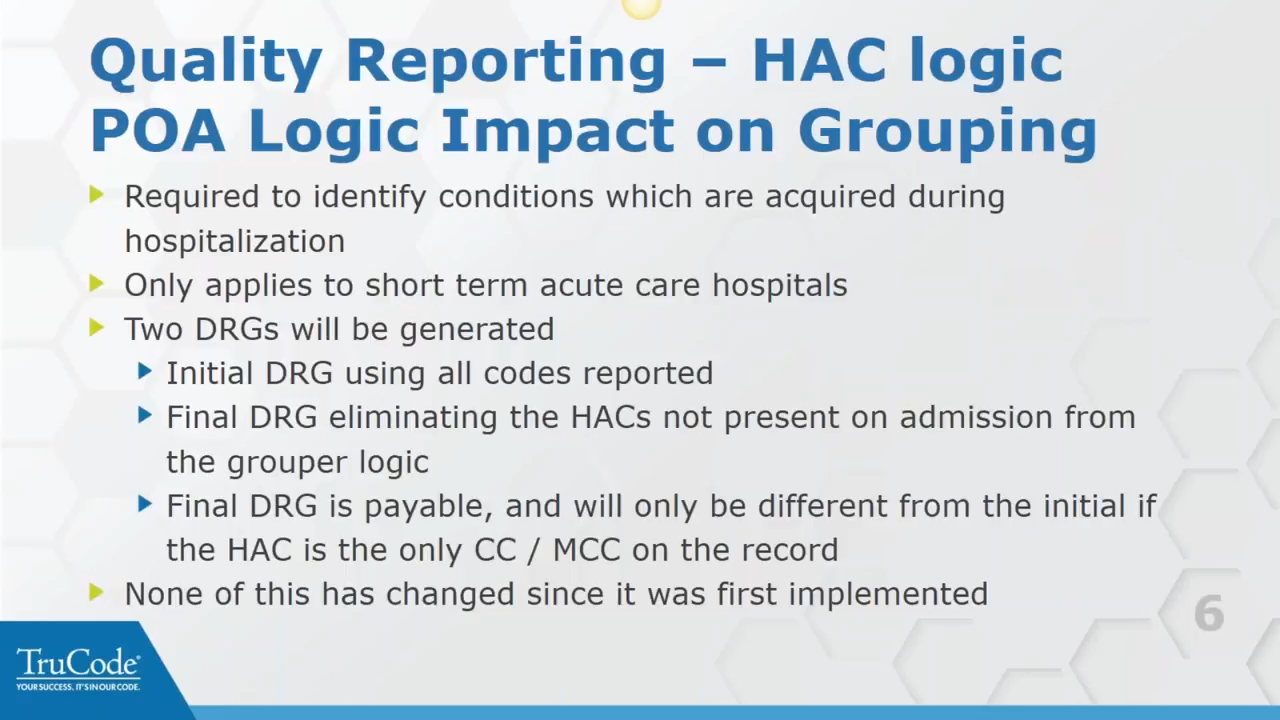 Quality Reporting – HAC logic
POA Logic Impact on Grouping
Required to identify conditions which are acquired during
hospitalization
Only applies to short term acute care hospitals
Two DRGs will be generated
Initial DRG using all codes reported
Final DRG eliminating the HACs not present on admission from
the grouper logic
Final DRG is payable, and will only be different from the initial if
the HAC is the only CC / MCC on the record
None of this has changed since it was first implemented
6
TruCode®
YOUR SUCCESS. IT'S IN OUR CODE.